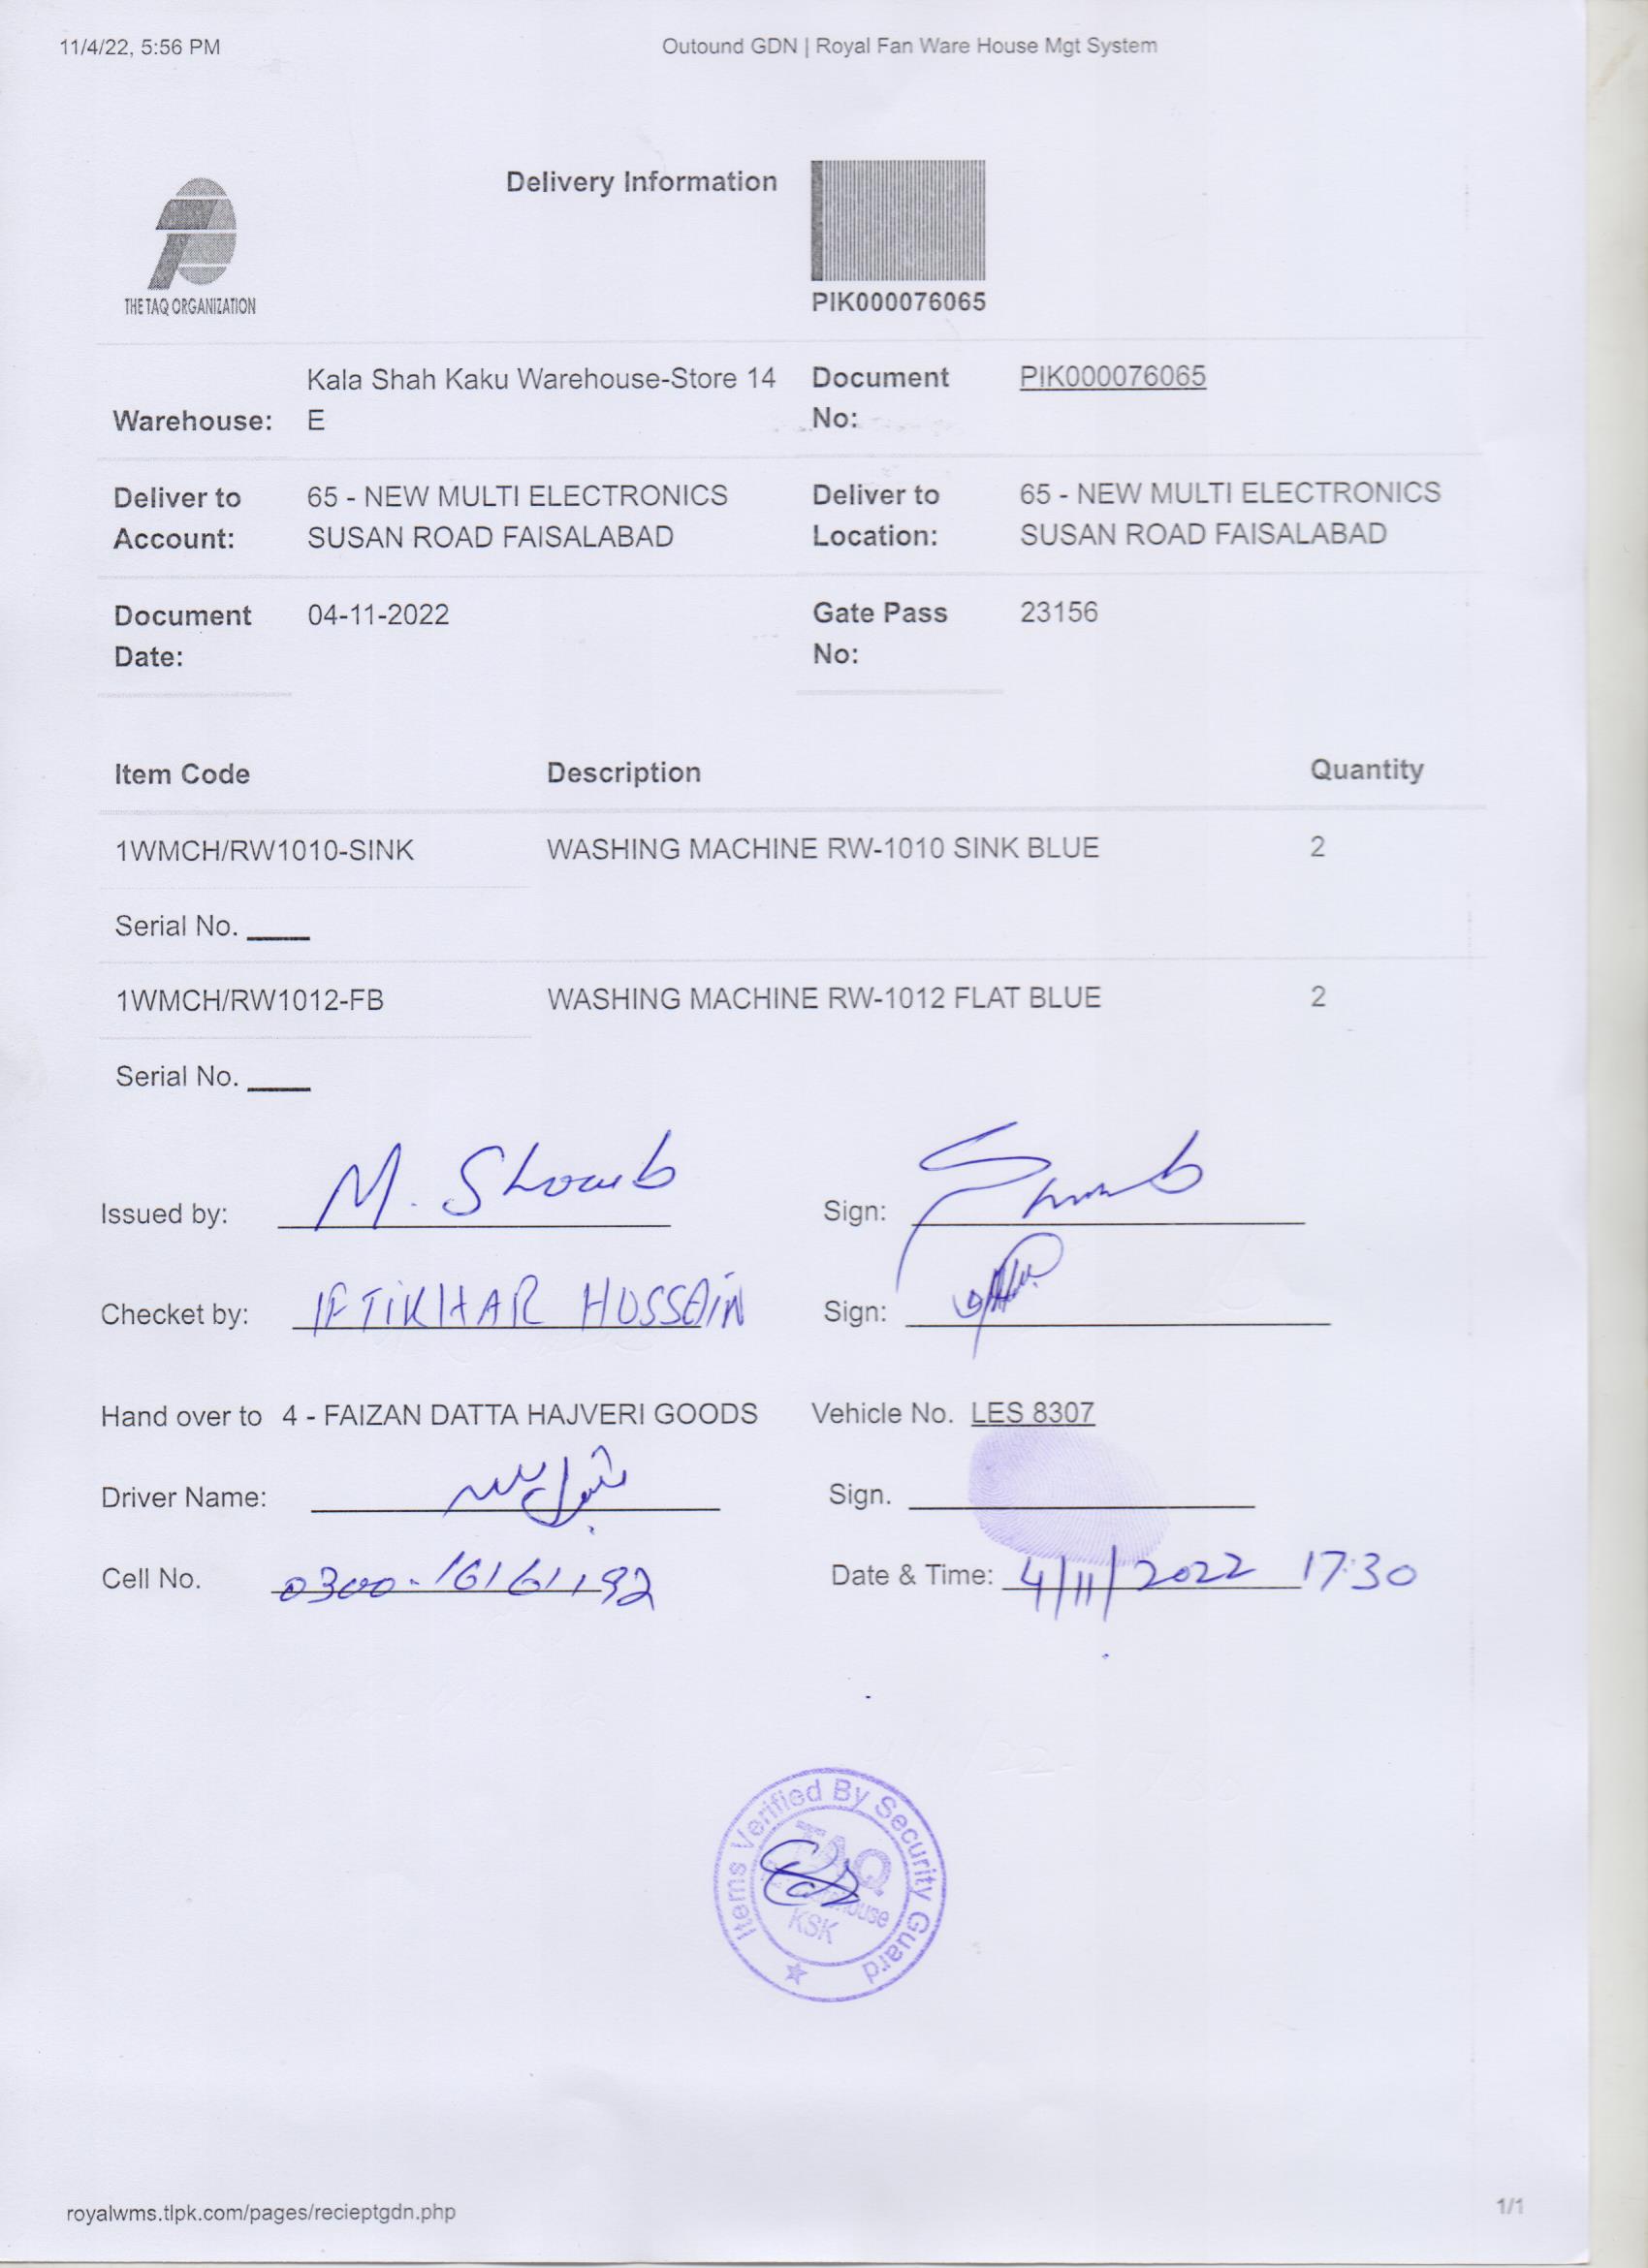 11/4/22, 5:56 PM
Outound GDN | Royal Fan Ware House Mgt System
Delivery Information
THE TAQ ORGANIZATION
PIK000076065
Warehouse: Kala Shah Kaku Warehouse-Store 14 E
Document No: PIK000076065
Deliver to Account: 65 - NEW MULTI ELECTRONICS SUSAN ROAD FAISALABAD
Deliver to Location: 65 - NEW MULTI ELECTRONICS SUSAN ROAD FAISALABAD
Document Date: 04-11-2022
Gate Pass No: 23156
Item Code Description Quantity
1WMCH/RW1010-SINK WASHING MACHINE RW-1010 SINK BLUE 2
Serial No. ____
1WMCH/RW1012-FB WASHING MACHINE RW-1012 FLAT BLUE 2
Serial No. ____
Issued by: M. Shoaib Sign:
Checket by: IFTIKHAR HUSSAIN Sign:
Hand over to 4 - FAIZAN DATTA HAJVERI GOODS Vehicle No. LES 8307
Driver Name: Sign.
Cell No. Date & Time: 4/11/2022 17:30
Items Verified By Security Guard
TAQ
KSK
royalwms.tlpk.com/pages/recieptgdn.php
1/1